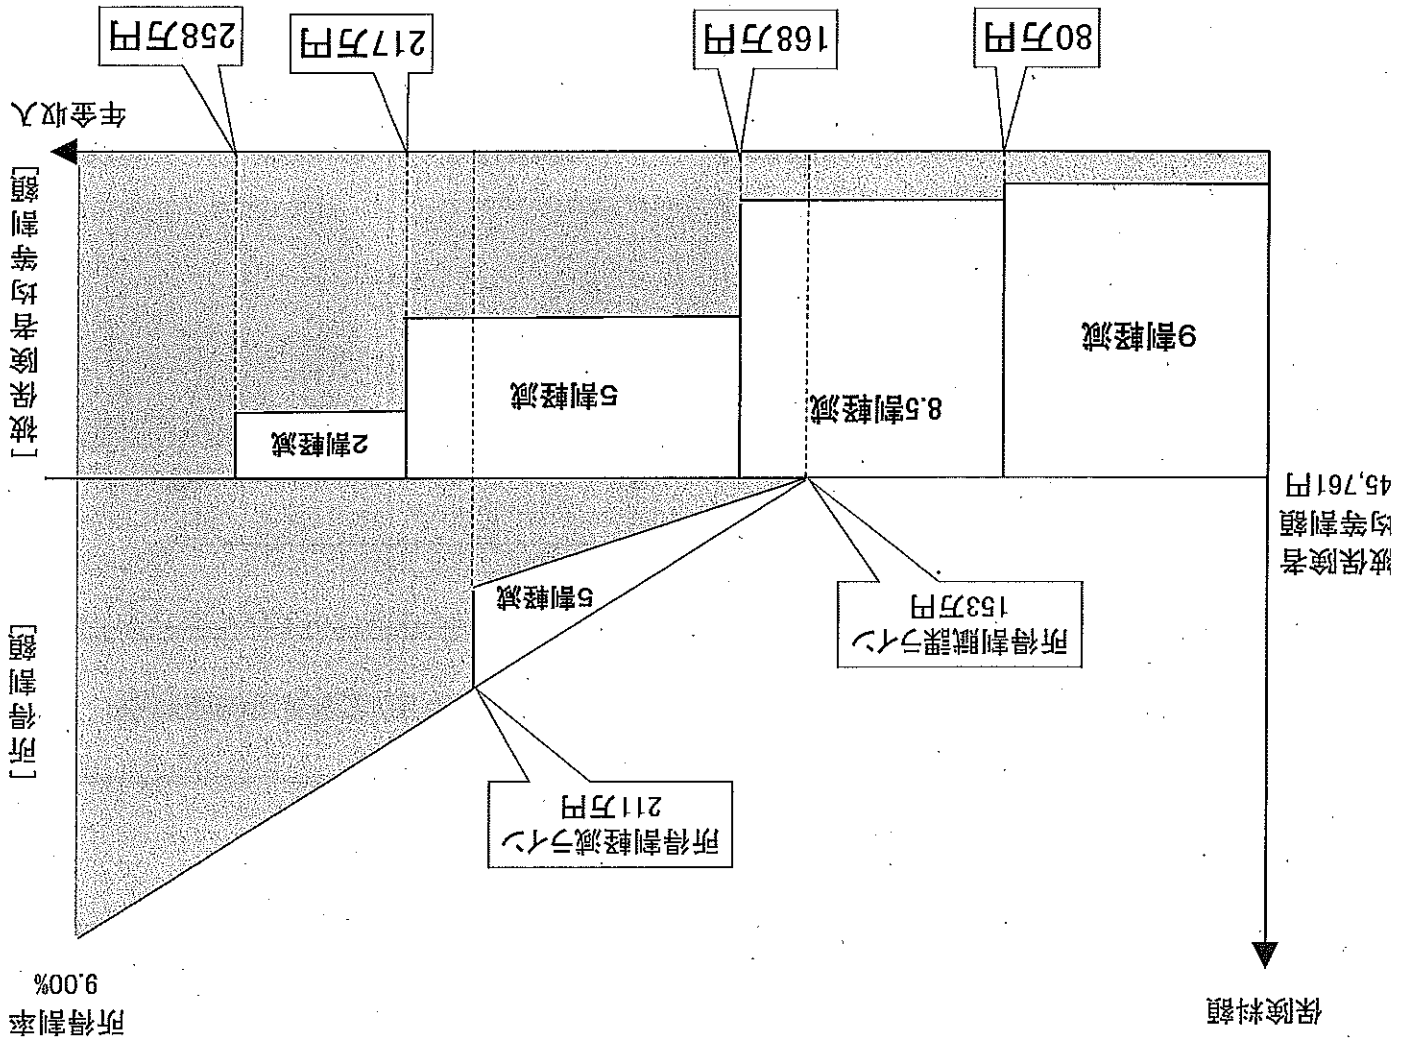 保険料額
所得割率
9.00%
所得割軽減ライン
211万円
[所得割額]
所得割賦課ライン
153万円
5割軽減
被保険者
均等割額
45,761円
9割軽減
8.5割軽減
5割軽減
2割軽減
[被保険者均等割額]
年金収入
80万円
168万円
217万円
258万円